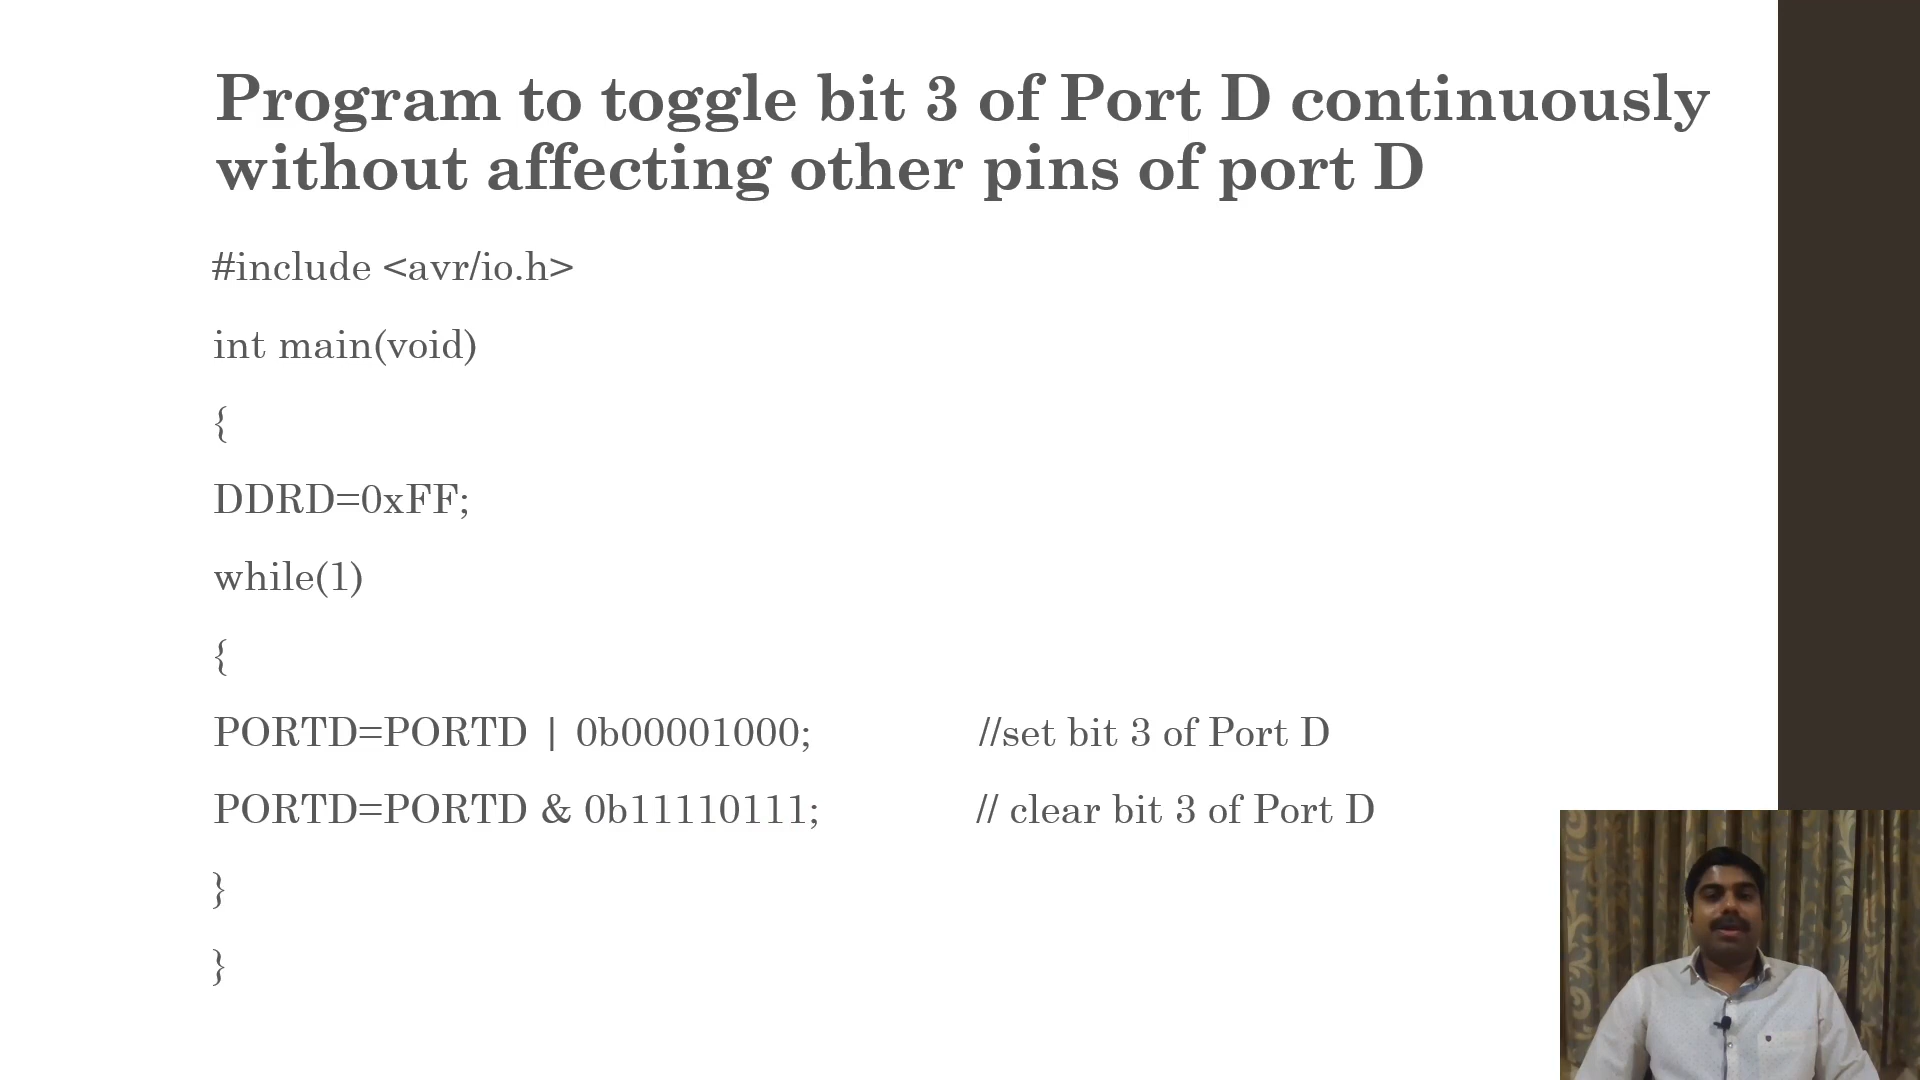 Program to toggle bit 3 of Port D continuously
without affecting other pins of port D
#include <avr/io.h>
int main(void)
{
DDRD=0xFF;
while(1)
{
PORTD=PORTD | 0b00001000; //set bit 3 of Port D
PORTD=PORTD & 0b11110111; // clear bit 3 of Port D
}
}